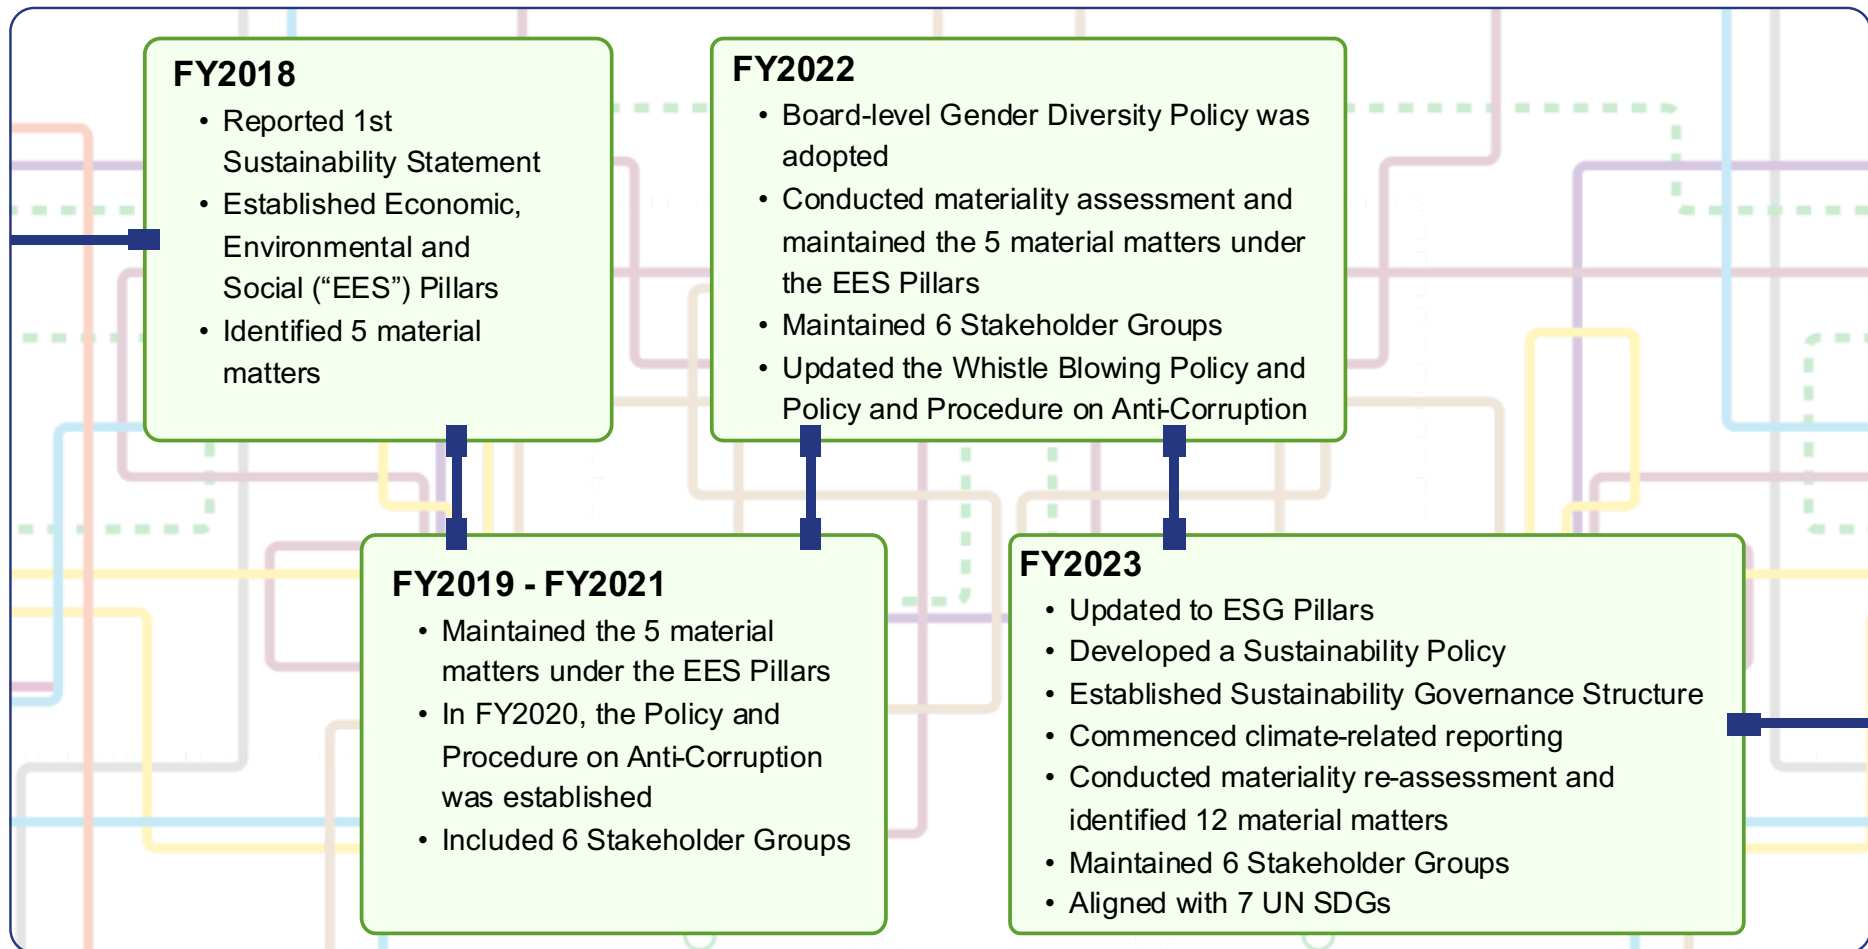 FY2018
• Reported 1st
Sustainability Statement
• Established Economic,
Environmental and
Social (“EES”) Pillars
• Identified 5 material
matters
FY2019 - FY2021
• Maintained the 5 material
matters under the EES Pillars
• In FY2020, the Policy and
Procedure on Anti-Corruption
was established
• Included 6 Stakeholder Groups
FY2022
• Board-level Gender Diversity Policy was
adopted
• Conducted materiality assessment and
maintained the 5 material matters under
the EES Pillars
• Maintained 6 Stakeholder Groups
• Updated the Whistle Blowing Policy and
Policy and Procedure on Anti-Corruption
FY2023
• Updated to ESG Pillars
• Developed a Sustainability Policy
• Established Sustainability Governance Structure
• Commenced climate-related reporting
• Conducted materiality re-assessment and
identified 12 material matters
• Maintained 6 Stakeholder Groups
• Aligned with 7 UN SDGs